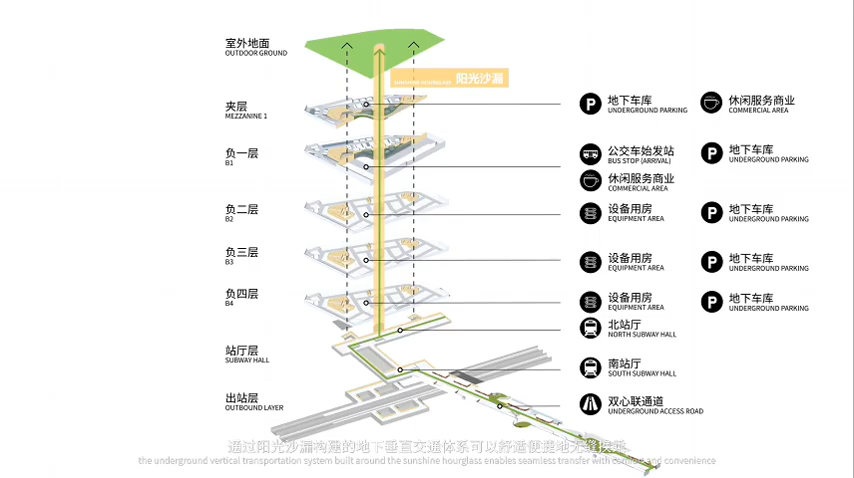 室外地面
OUTDOOR GROUND
阳光沙漏
夹层
MEZZANINE 1
P 地下车库
UNDERGROUND PARKING
休闲服务商业
COMMERCIAL AREA
负一层
B1
公交车始发站
BUS STOP (ARRIVAL)
P 地下车库
UNDERGROUND PARKING
休闲服务商业
COMMERCIAL AREA
负二层
B2
设备用房
EQUIPMENT AREA
P 地下车库
UNDERGROUND PARKING
负三层
B3
设备用房
EQUIPMENT AREA
P 地下车库
UNDERGROUND PARKING
负四层
B4
设备用房
EQUIPMENT AREA
P 地下车库
UNDERGROUND PARKING
北站厅
NORTH SUBWAY HALL
站厅层
SUBWAY HALL
南站厅
SOUTH SUBWAY HALL
出站层
OUTBOUND LAYER
双心联通道
UNDERGROUND ACCESS ROAD
通过阳光沙漏构建的地下垂直交通体系可以舒适便捷地无缝换乘
the underground vertical transportation system built around the sunshine hourglass enables seamless transfer with comfort and convenience